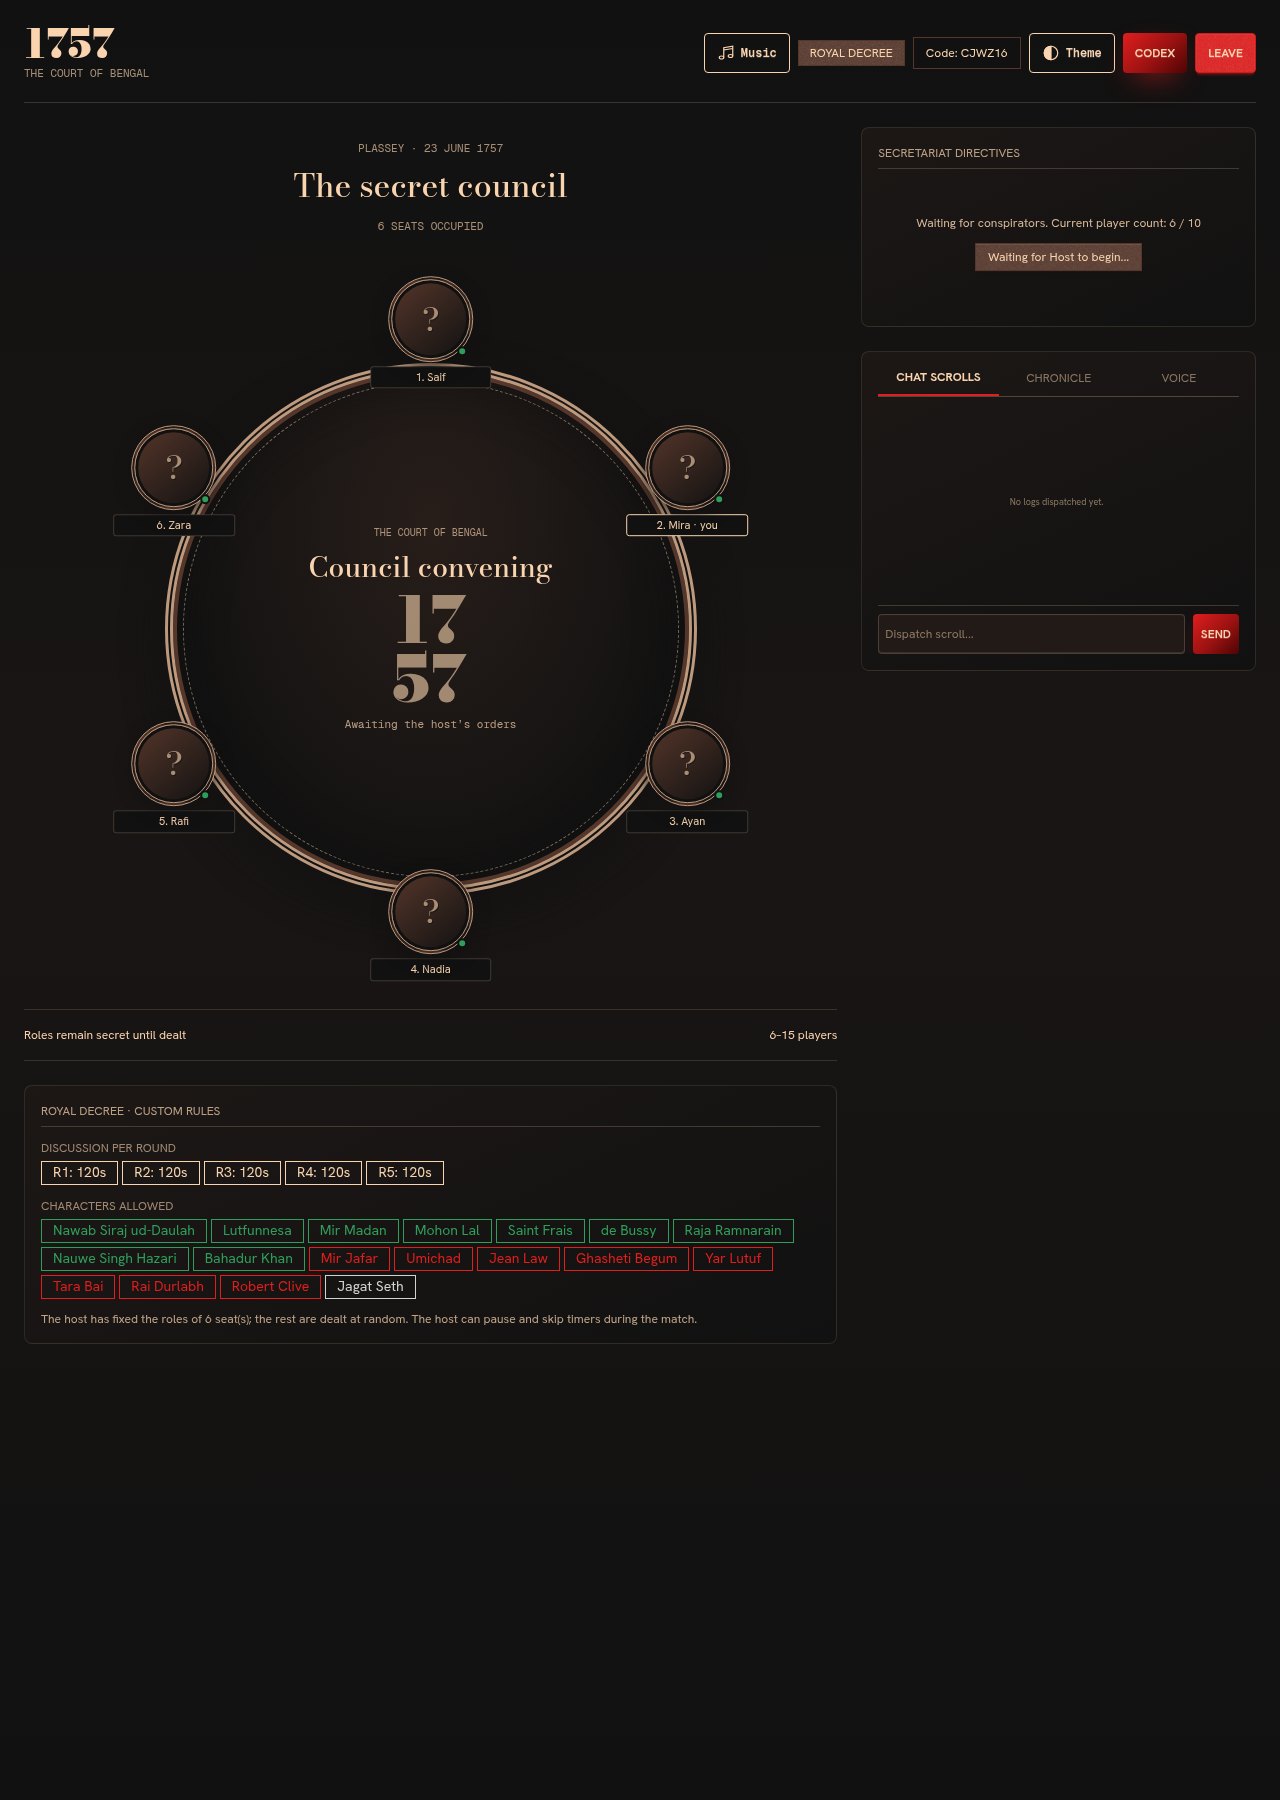 1757
THE COURT OF BENGAL
Music
ROYAL DECREE
Code: CJWZ16
Theme
CODEX
LEAVE
PLASSEY · 23 JUNE 1757
The secret council
6 SEATS OCCUPIED
?
1. Saif
?
6. Zara
?
2. Mira · you
THE COURT OF BENGAL
Council convening
17
57
Awaiting the host's orders
?
5. Rafi
?
3. Ayan
?
4. Nadia
Roles remain secret until dealt
6–15 players
ROYAL DECREE · CUSTOM RULES
DISCUSSION PER ROUND
R1: 120s R2: 120s R3: 120s R4: 120s R5: 120s
CHARACTERS ALLOWED
Nawab Siraj ud-Daulah Lutfunnesa Mir Madan Mohon Lal Saint Frais de Bussy Raja Ramnarain
Nauwe Singh Hazari Bahadur Khan Mir Jafar Umichad Jean Law Ghasheti Begum Yar Lutuf
Tara Bai Rai Durlabh Robert Clive Jagat Seth
The host has fixed the roles of 6 seat(s); the rest are dealt at random. The host can pause and skip timers during the match.
SECRETARIAT DIRECTIVES
Waiting for conspirators. Current player count: 6 / 10
Waiting for Host to begin...
CHAT SCROLLS
CHRONICLE
VOICE
No logs dispatched yet.
Dispatch scroll...
SEND